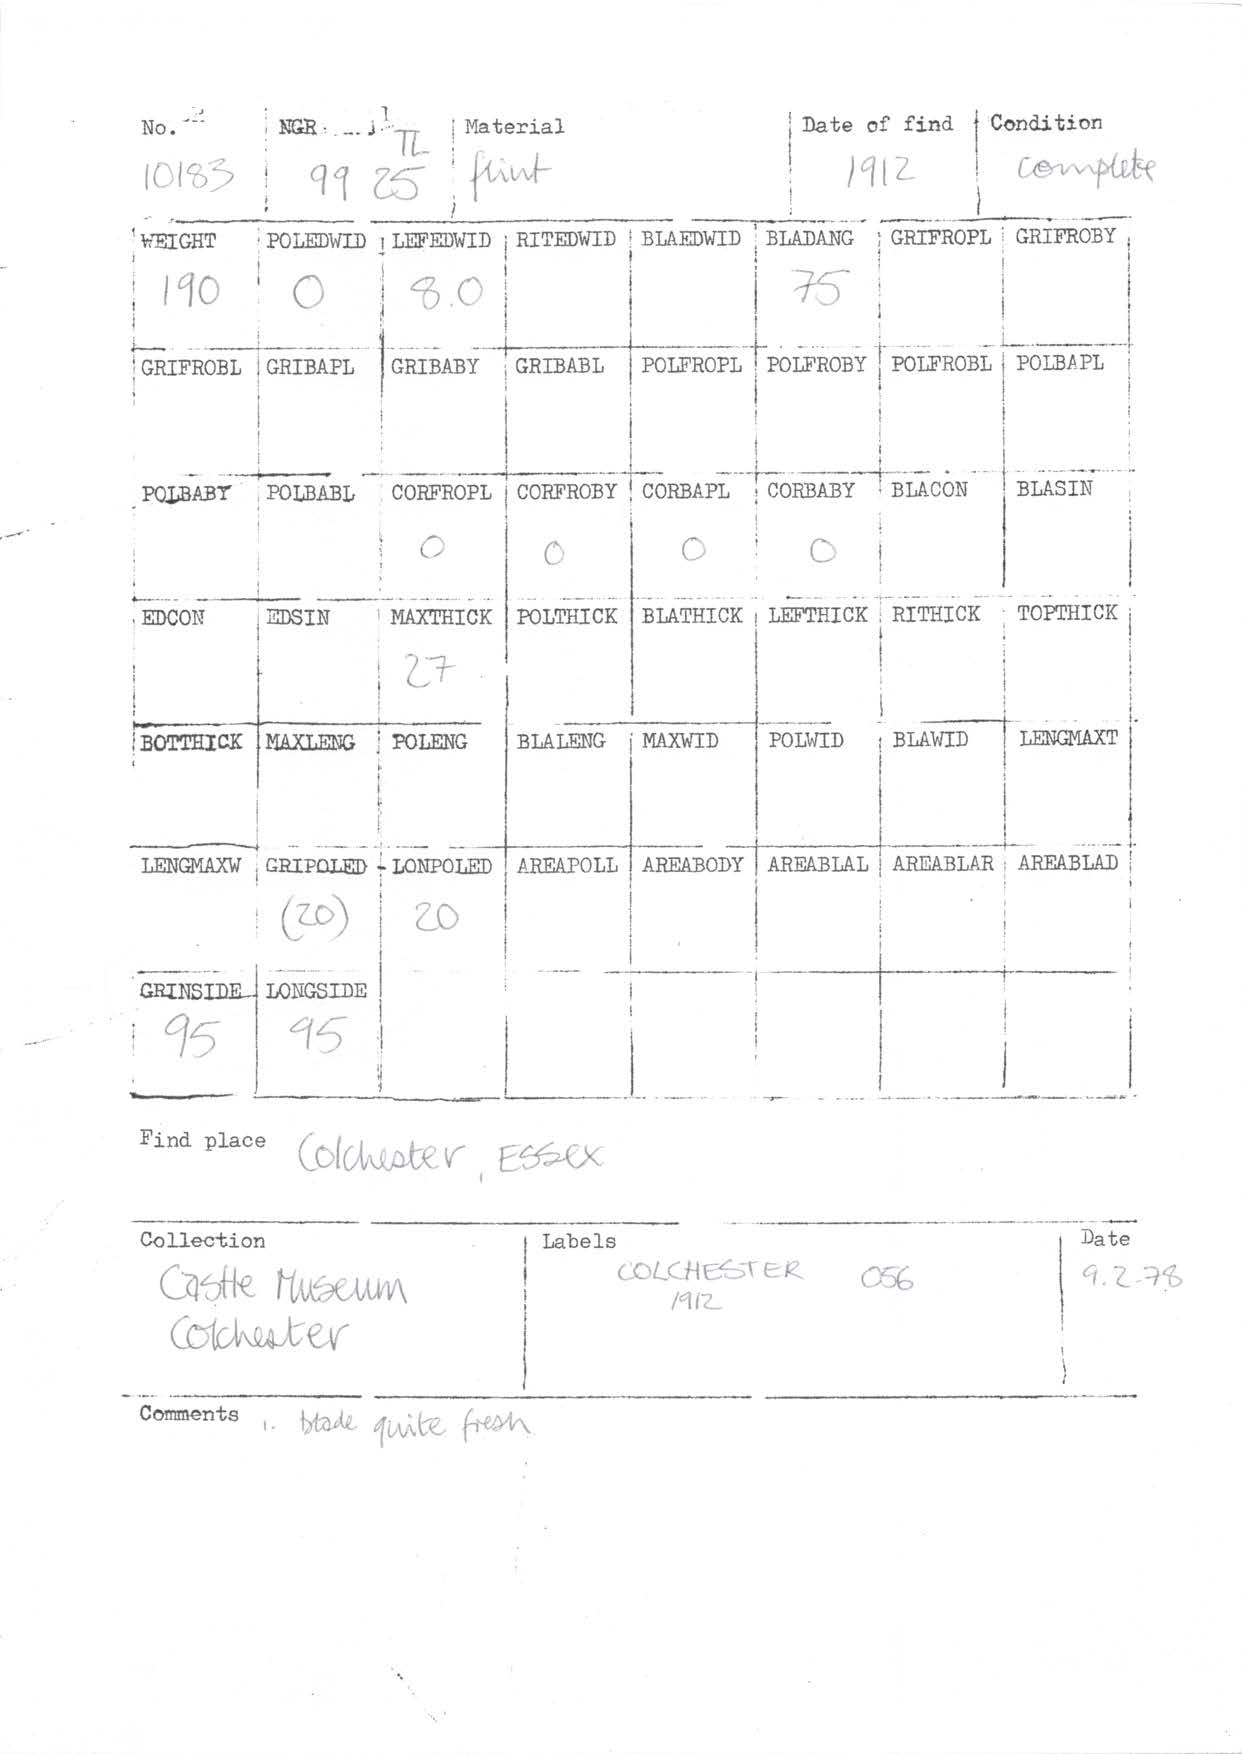 No. NGR Material Date of find Condition
10183 TL 99 25 flint 1912 complete
WEIGHT POLEDWID LEFEDWID RITEDWID BLAEDWID BLADANG GRIFROPL GRIFROBY
190 0 8.0 75
GRIFROBL GRIBAPL GRIBABY GRIBABL POLFROPL POLFROBY POLFROBL POLBAPL
POLBABY POLBABL CORFROPL CORFROBY CORBAPL CORBABY BLACON BLASIN
0 0 0 0
EDCON EDSIN MAXTHICK POLTHICK BLATHICK LEFTHICK RITHICK TOPTHICK
27
BOTTHICK MAXLENG POLENG BLALENG MAXWID POLWID BLAWID LENGMAXT
LENGMAXW GRIPOLED LONPOLED AREAPOLL AREABODY AREABLAL AREABLAR AREABLAD
(20) 20
GRINSIDE LONGSIDE
95 95
Find place Colchester, Essex
Collection Labels Date
Castle Museum COLCHESTER 056 9.2.78
1912
Colchester
Comments 1. blade quite fresh